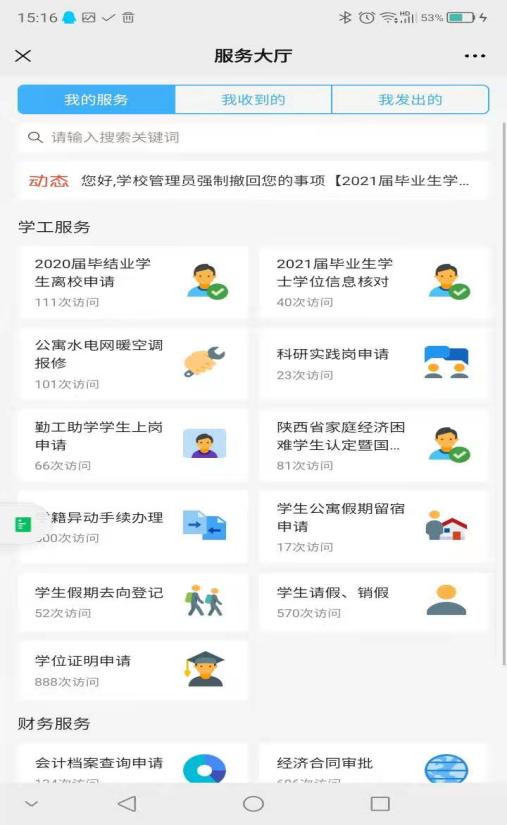 15:16
53%
服务大厅
我的服务 我收到的 我发出的
请输入搜索关键词
动态 您好,学校管理员强制撤回您的事项【2021届毕业生学...
学工服务
2020届毕结业学
生离校申请
111次访问
2021届毕业生学
士学位信息核对
40次访问
公寓水电网暖空调
报修
101次访问
科研实践岗申请
23次访问
勤工助学学生上岗
申请
66次访问
陕西省家庭经济困
难学生认定暨国...
81次访问
籍异动手续办理
00次访问
学生公寓假期留宿
申请
17次访问
学生假期去向登记
52次访问
学生请假、销假
570次访问
学位证明申请
888次访问
财务服务
会计档案查询申请
经济合同审批